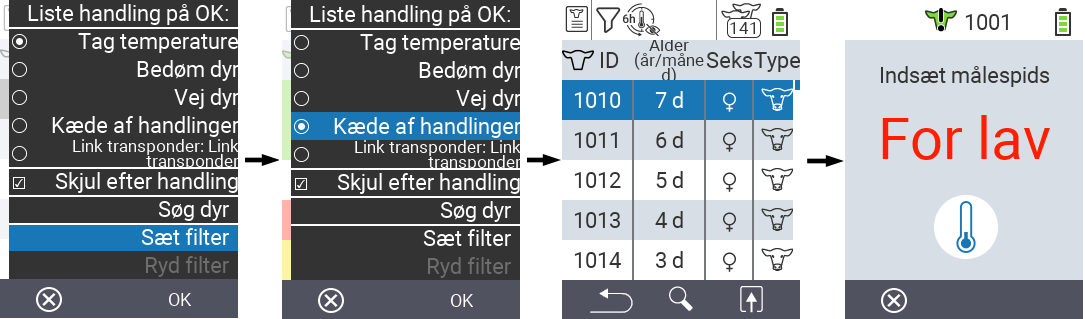 Liste handling på OK:
Tag temperature
Bedøm dyr
Vej dyr
Kæde af handlinger
Link transponder: Link
transponder
Skjul efter handling
Søg dyr
Sæt filter
Ryd filter
OK
Liste handling på OK:
Tag temperature
Bedøm dyr
Vej dyr
Kæde af handlinger
Link transponder: Link
transponder
Skjul efter handling
Søg dyr
Sæt filter
Ryd filter
OK
6h
141
ID Alder (år/måne d) Seks Type
1010 7 d
1011 6 d
1012 5 d
1013 4 d
1014 3 d
1001
Indsæt målespids
For lav